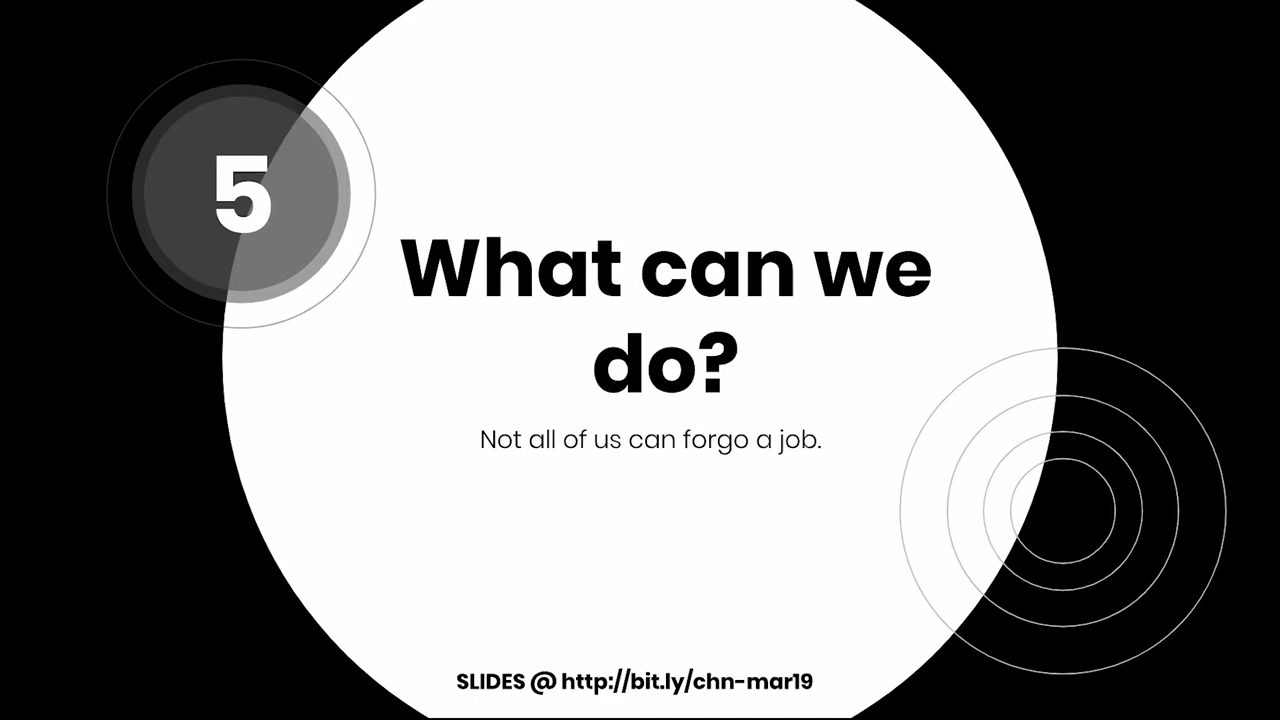 5
What can we
do?
Not all of us can forgo a job.
SLIDES @ http://bit.ly/chn-mar19